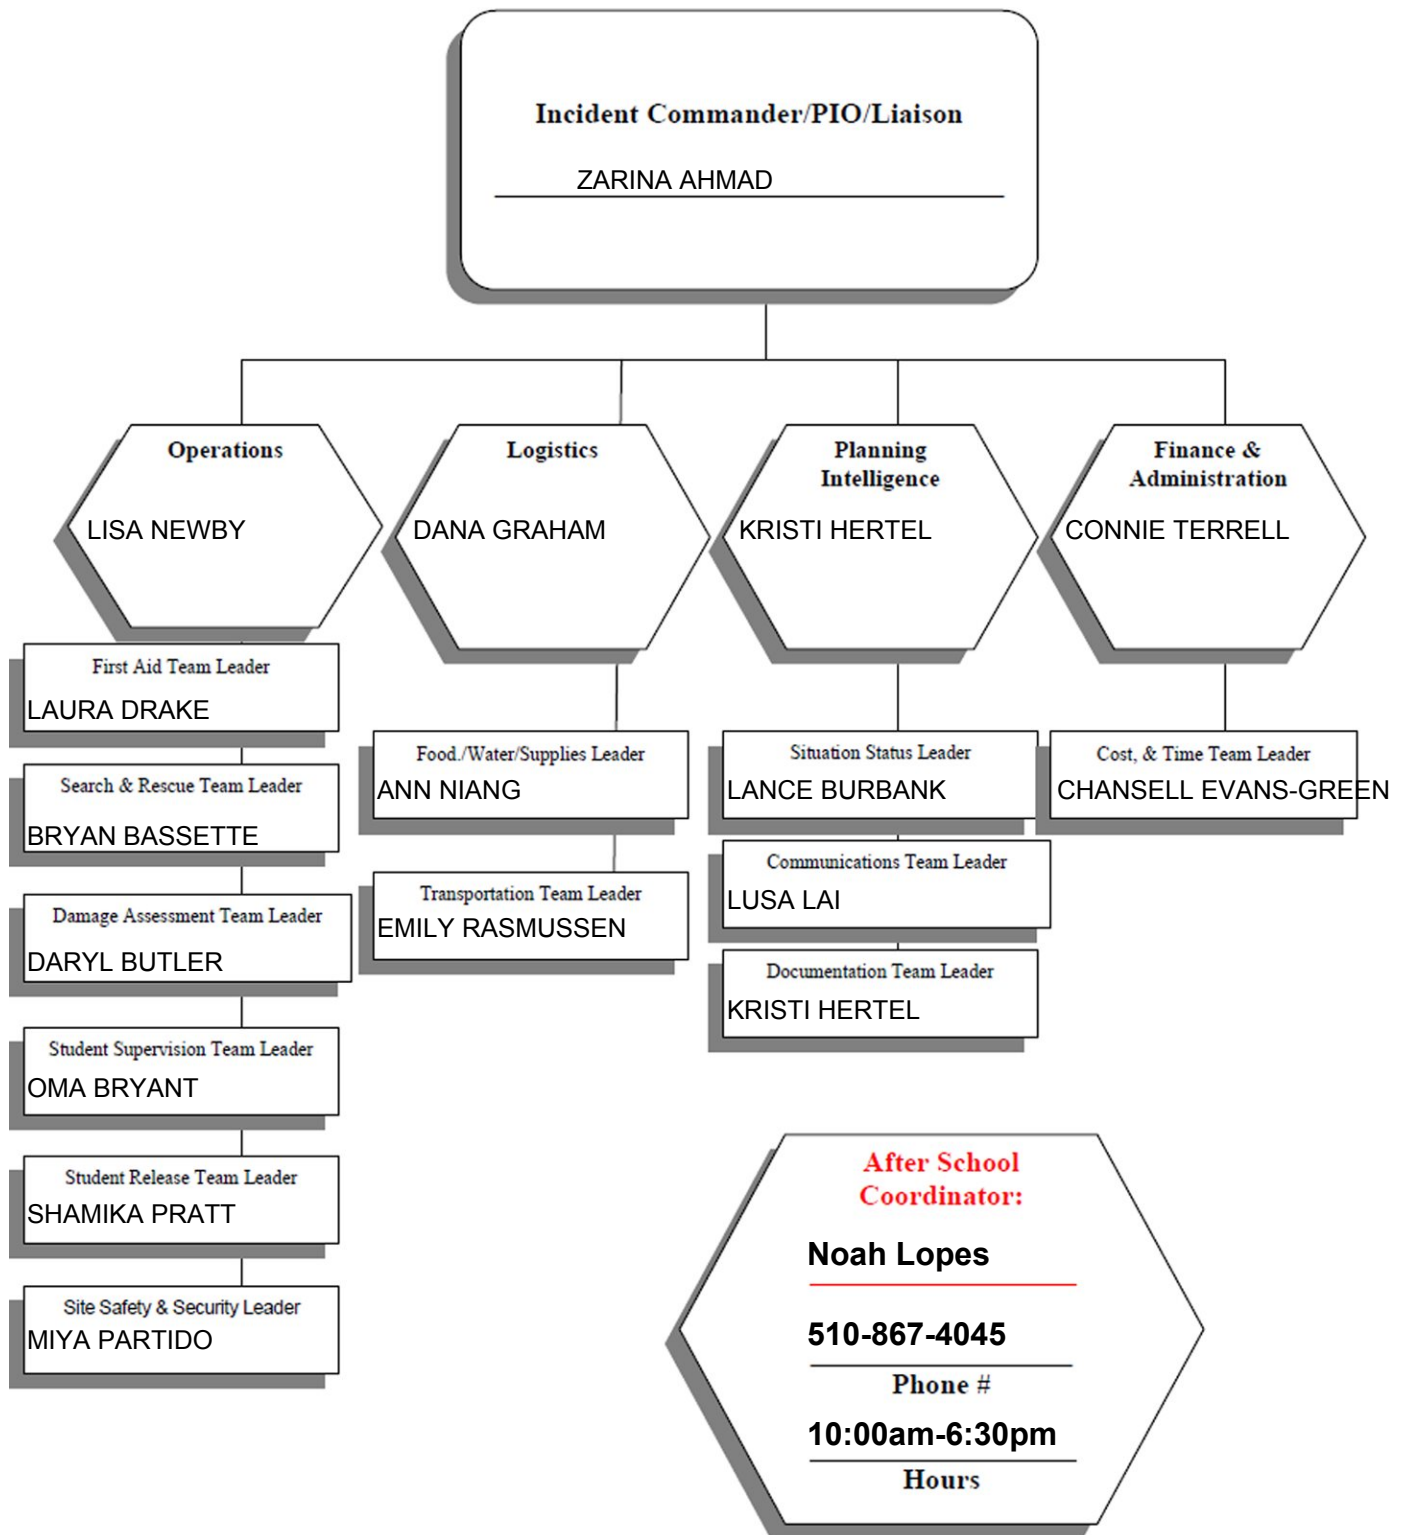 Incident Commander/PIO/Liaison
ZARINA AHMAD
Operations
LISA NEWBY
Logistics
DANA GRAHAM
Planning
Intelligence
KRISTI HERTEL
Finance &
Administration
CONNIE TERRELL
First Aid Team Leader
LAURA DRAKE
Search & Rescue Team Leader
BRYAN BASSETTE
Damage Assessment Team Leader
DARYL BUTLER
Student Supervision Team Leader
OMA BRYANT
Student Release Team Leader
SHAMIKA PRATT
Site Safety & Security Leader
MIYA PARTIDO
Food./Water/Supplies Leader
ANN NIANG
Transportation Team Leader
EMILY RASMUSSEN
Situation Status Leader
LANCE BURBANK
Communications Team Leader
LUSA LAI
Documentation Team Leader
KRISTI HERTEL
Cost, & Time Team Leader
CHANSELL EVANS-GREEN
After School
Coordinator:
Noah Lopes
510-867-4045
Phone #
10:00am-6:30pm
Hours